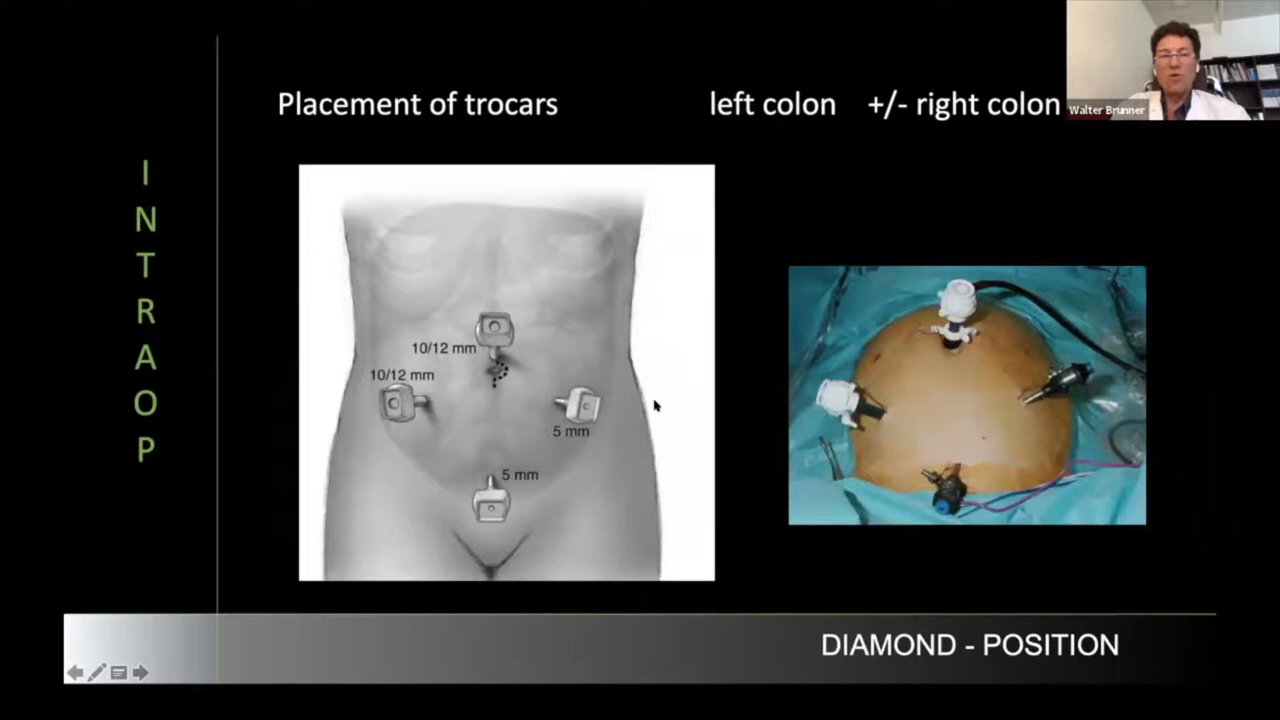 Placement of trocars
left colon +/- right colon
Walter Brunner
I
N
T
R
A
O
P
10/12 mm
10/12 mm
5 mm
5 mm
DIAMOND - POSITION